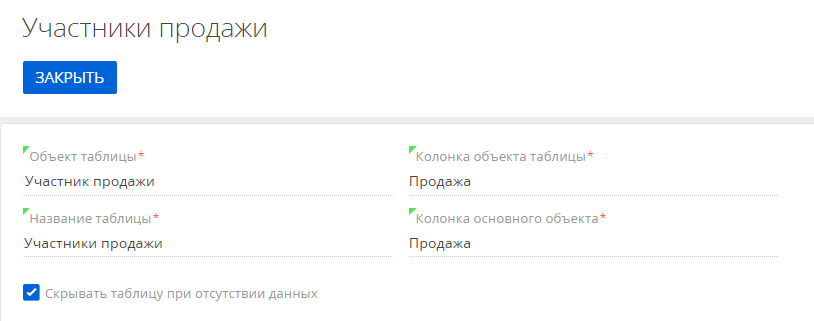 Участники продажи
ЗАКРЫТЬ
Объект таблицы*
Участник продажи
Колонка объекта таблицы*
Продажа
Название таблицы*
Участники продажи
Колонка основного объекта*
Продажа
Скрывать таблицу при отсутствии данных